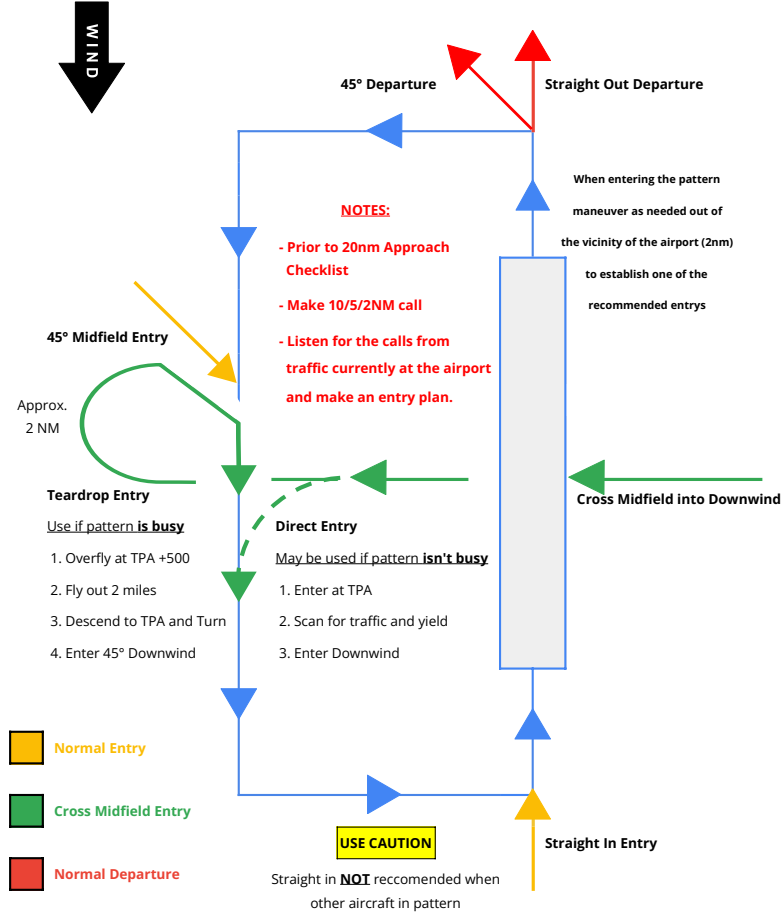 WIND
45° Departure
Straight Out Departure
When entering the pattern
maneuver as needed out of
the vicinity of the airport (2nm)
to establish one of the
recommended entrys
NOTES:
- Prior to 20nm Approach
Checklist
- Make 10/5/2NM call
- Listen for the calls from
traffic currently at the airport
and make an entry plan.
45° Midfield Entry
Approx.
2 NM
Teardrop Entry
Use if pattern is busy
1. Overfly at TPA +500
2. Fly out 2 miles
3. Descend to TPA and Turn
4. Enter 45° Downwind
Direct Entry
May be used if pattern isn't busy
1. Enter at TPA
2. Scan for traffic and yield
3. Enter Downwind
Cross Midfield into Downwind
Normal Entry
Cross Midfield Entry
Normal Departure
USE CAUTION
Straight in NOT reccomended when
other aircraft in pattern
Straight In Entry